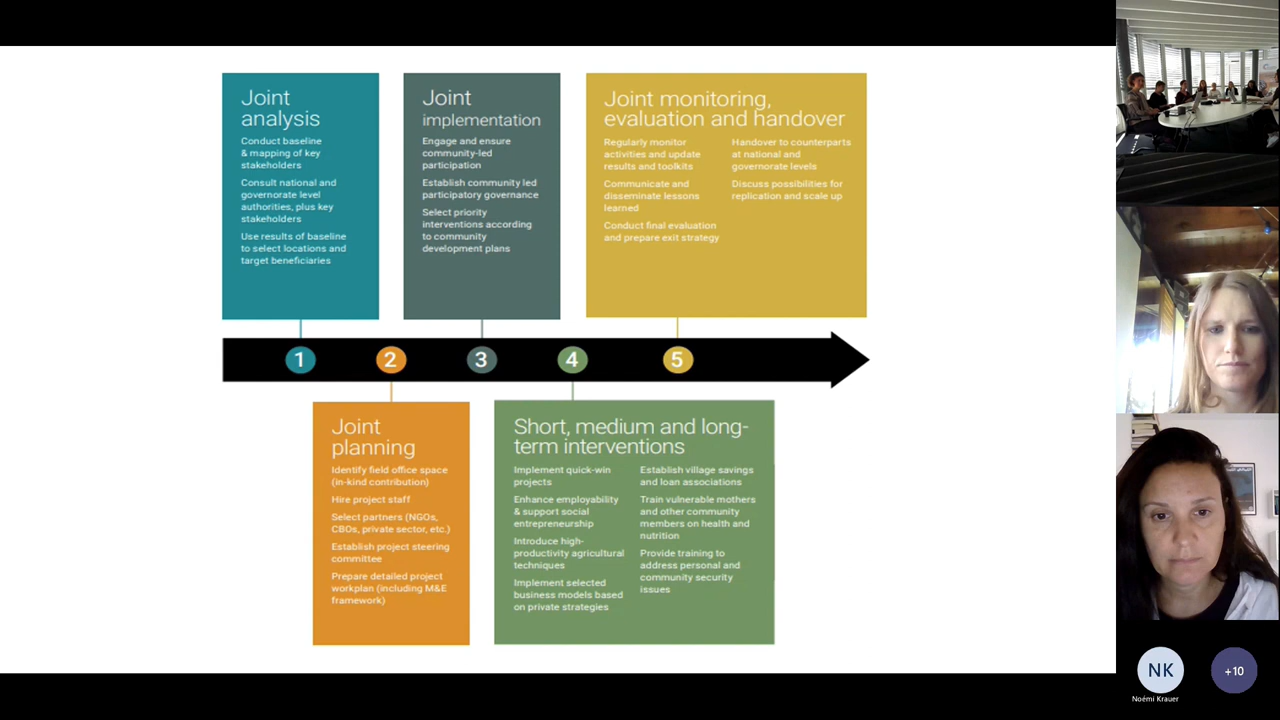 Joint
analysis
Conduct baseline
& mapping of key
stakeholders
Consult national and
governorate level
authorities, plus key
stakeholders
Use results of baseline
to select locations and
target beneficiaries
Joint
implementation
Engage and ensure
community-led
participation
Establish community led
participatory governance
Select priority
interventions according
to community
development plans
Joint monitoring,
evaluation and handover
Regularly monitor
activities and update
results and toolkits
Communicate and
disseminate lessons
learned
Conduct final evaluation
and prepare exit strategy
Handover to counterparts
at national and
governorate levels
Discuss possibilities for
replication and scale up
1
2
3
4
5
Joint
planning
Identify field office space
(in-kind contribution)
Hire project staff
Select partners (NGOs,
CBOs, private sector, etc.)
Establish project steering
committee
Prepare detailed project
workplan (including M&E
framework)
Short, medium and long-
term interventions
Implement quick-win
projects
Enhance employability
& support social
entrepreneurship
Introduce high-
productivity agricultural
techniques
Implement selected
business models based
on private strategies
Establish village savings
and loan associations
Train vulnerable mothers
and other community
members on health and
nutrition
Provide training to
address personal and
community security
issues
NK
Noémi Krauer
+10